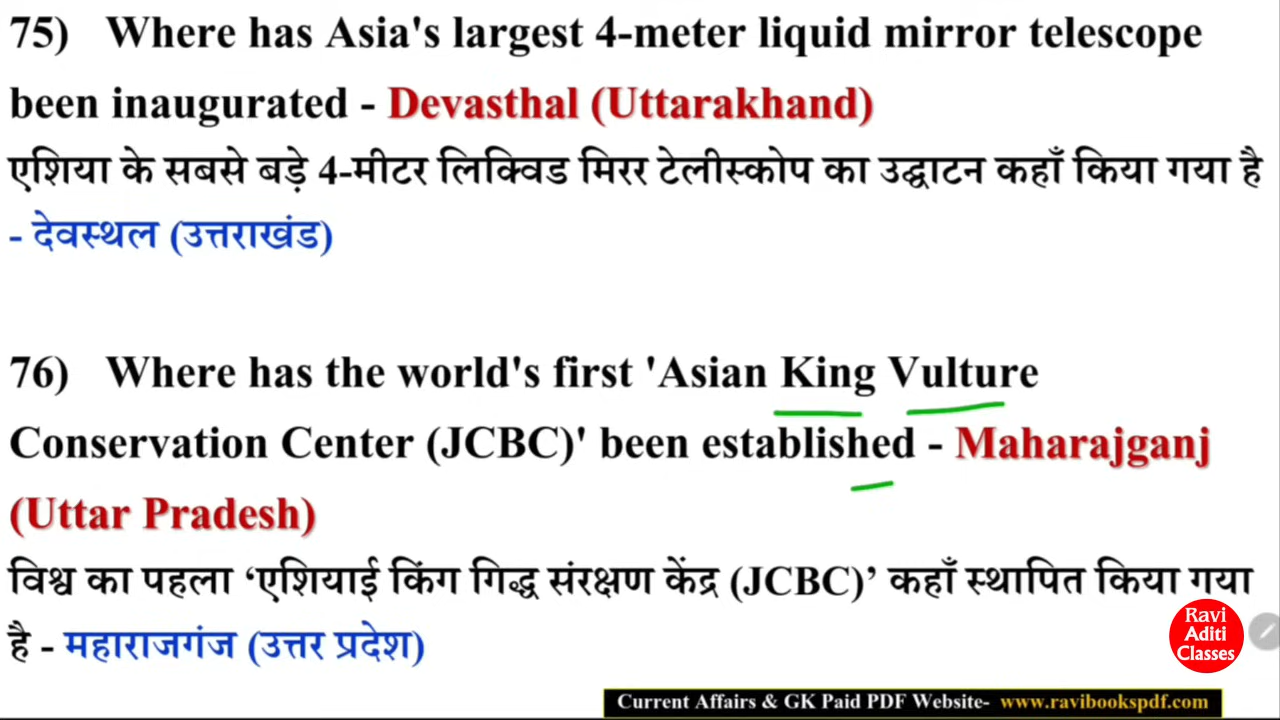 75) Where has Asia's largest 4-meter liquid mirror telescope
been inaugurated - Devasthal (Uttarakhand)
एशिया के सबसे बड़े 4-मीटर लिक्विड मिरर टेलीस्कोप का उद्घाटन कहाँ किया गया है
- देवस्थल (उत्तराखंड)
76) Where has the world's first 'Asian King Vulture
Conservation Center (JCBC)' been established - Maharajganj
(Uttar Pradesh)
विश्व का पहला ‘एशियाई किंग गिद्ध संरक्षण केंद्र (JCBC)’ कहाँ स्थापित किया गया
है - महाराजगंज (उत्तर प्रदेश)
Ravi
Aditi
Classes
Current Affairs & GK Paid PDF Website- www.ravibookspdf.com